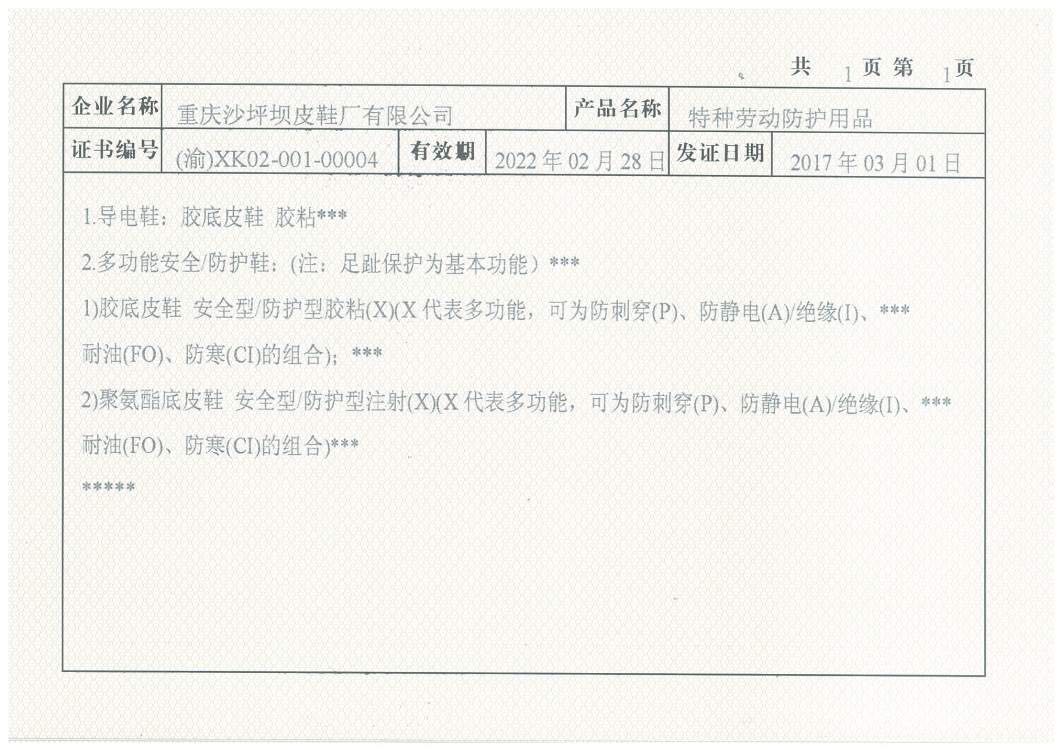 共 1 页 第 1 页
企业名称 重庆沙坪坝皮鞋厂有限公司 产品名称 特种劳动防护用品
证书编号 (渝)XK02-001-00004 有效期 2022 年 02 月 28 日 发证日期 2017 年 03 月 01 日
1.导电鞋：胶底皮鞋 胶粘***
2.多功能安全/防护鞋：(注：足趾保护为基本功能）***
1)胶底皮鞋 安全型/防护型胶粘(X)(X 代表多功能，可为防刺穿(P)、防静电(A)/绝缘(I)、***
耐油(FO)、防寒(CI)的组合)；***
2)聚氨酯底皮鞋 安全型/防护型注射(X)(X 代表多功能，可为防刺穿(P)、防静电(A)/绝缘(I)、***
耐油(FO)、防寒(CI)的组合)***
*****